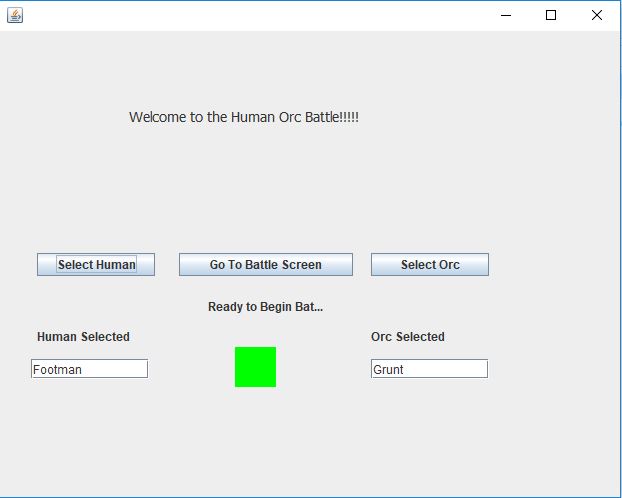 Welcome to the Human Orc Battle!!!!!
Select Human
Go To Battle Screen
Select Orc
Ready to Begin Bat...
Human Selected
Orc Selected
Footman
Grunt